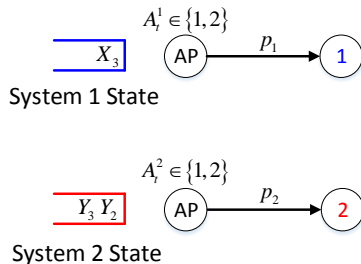 A_t^1 ∈ {1,2}
X_3 AP p_1 1
System 1 State
A_t^2 ∈ {1,2}
Y_3 Y_2 AP p_2 2
System 2 State